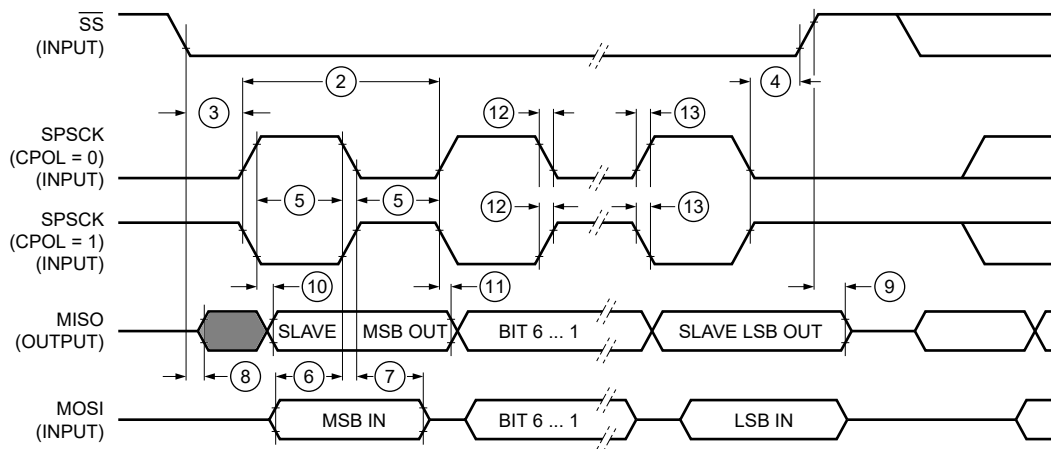 SS
(INPUT)
2
3
4
12
13
SPSCK
(CPOL = 0)
(INPUT)
5
5
12
13
SPSCK
(CPOL = 1)
(INPUT)
10
11
9
MISO
(OUTPUT)
SLAVE
MSB OUT
BIT 6 ... 1
SLAVE LSB OUT
8
6
7
MOSI
(INPUT)
MSB IN
BIT 6 ... 1
LSB IN